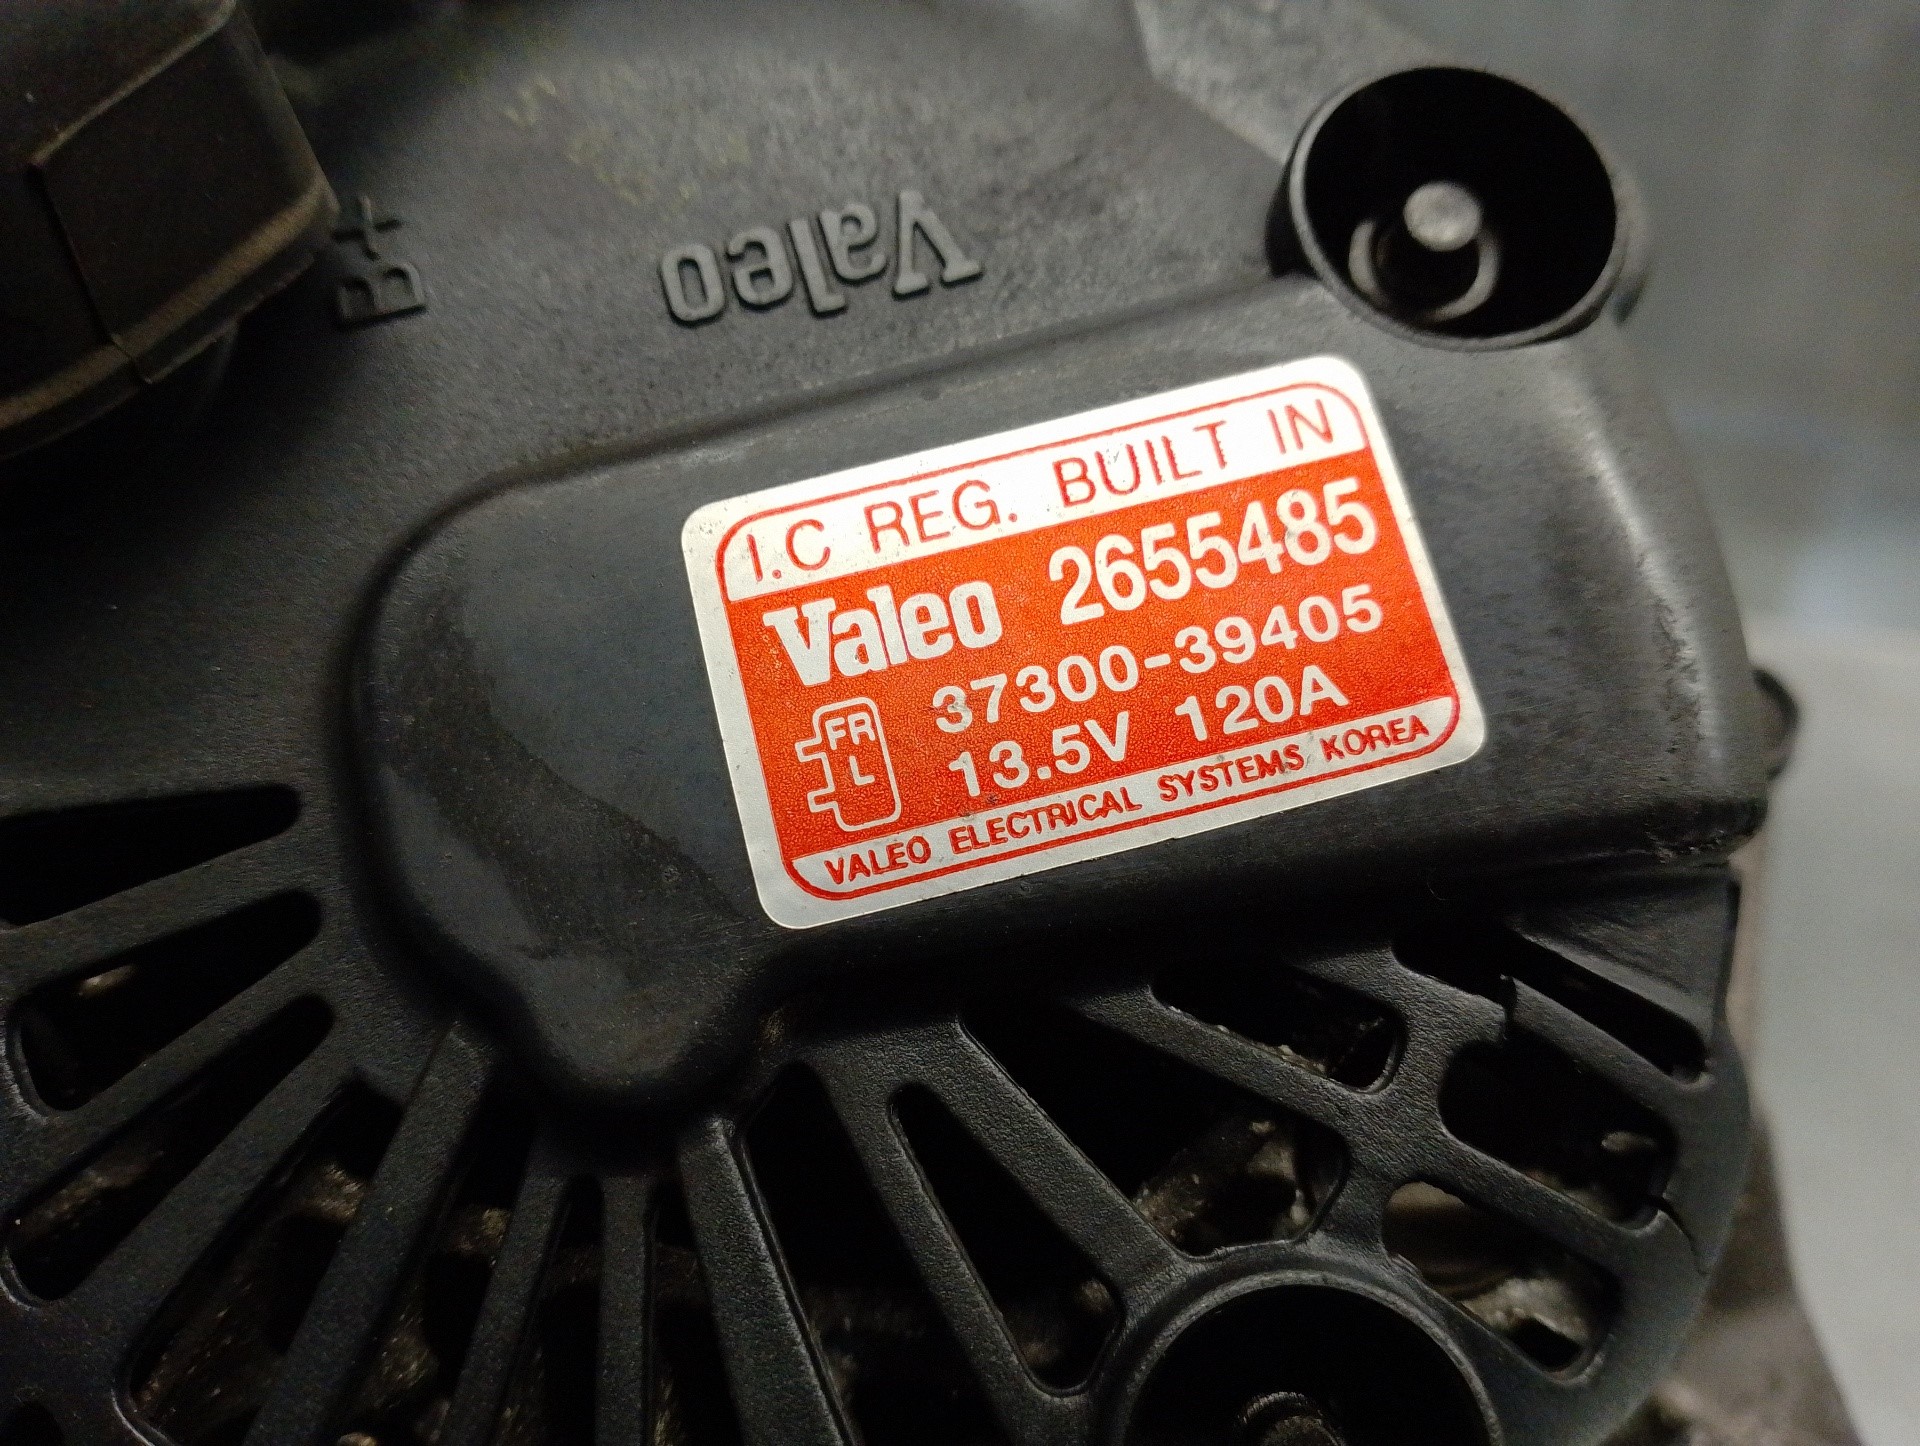 B+
Valeo
I.C REG. BUILT IN
Valeo 2655485
37300-39405
FR
L
13.5V 120A
VALEO ELECTRICAL SYSTEMS KOREA